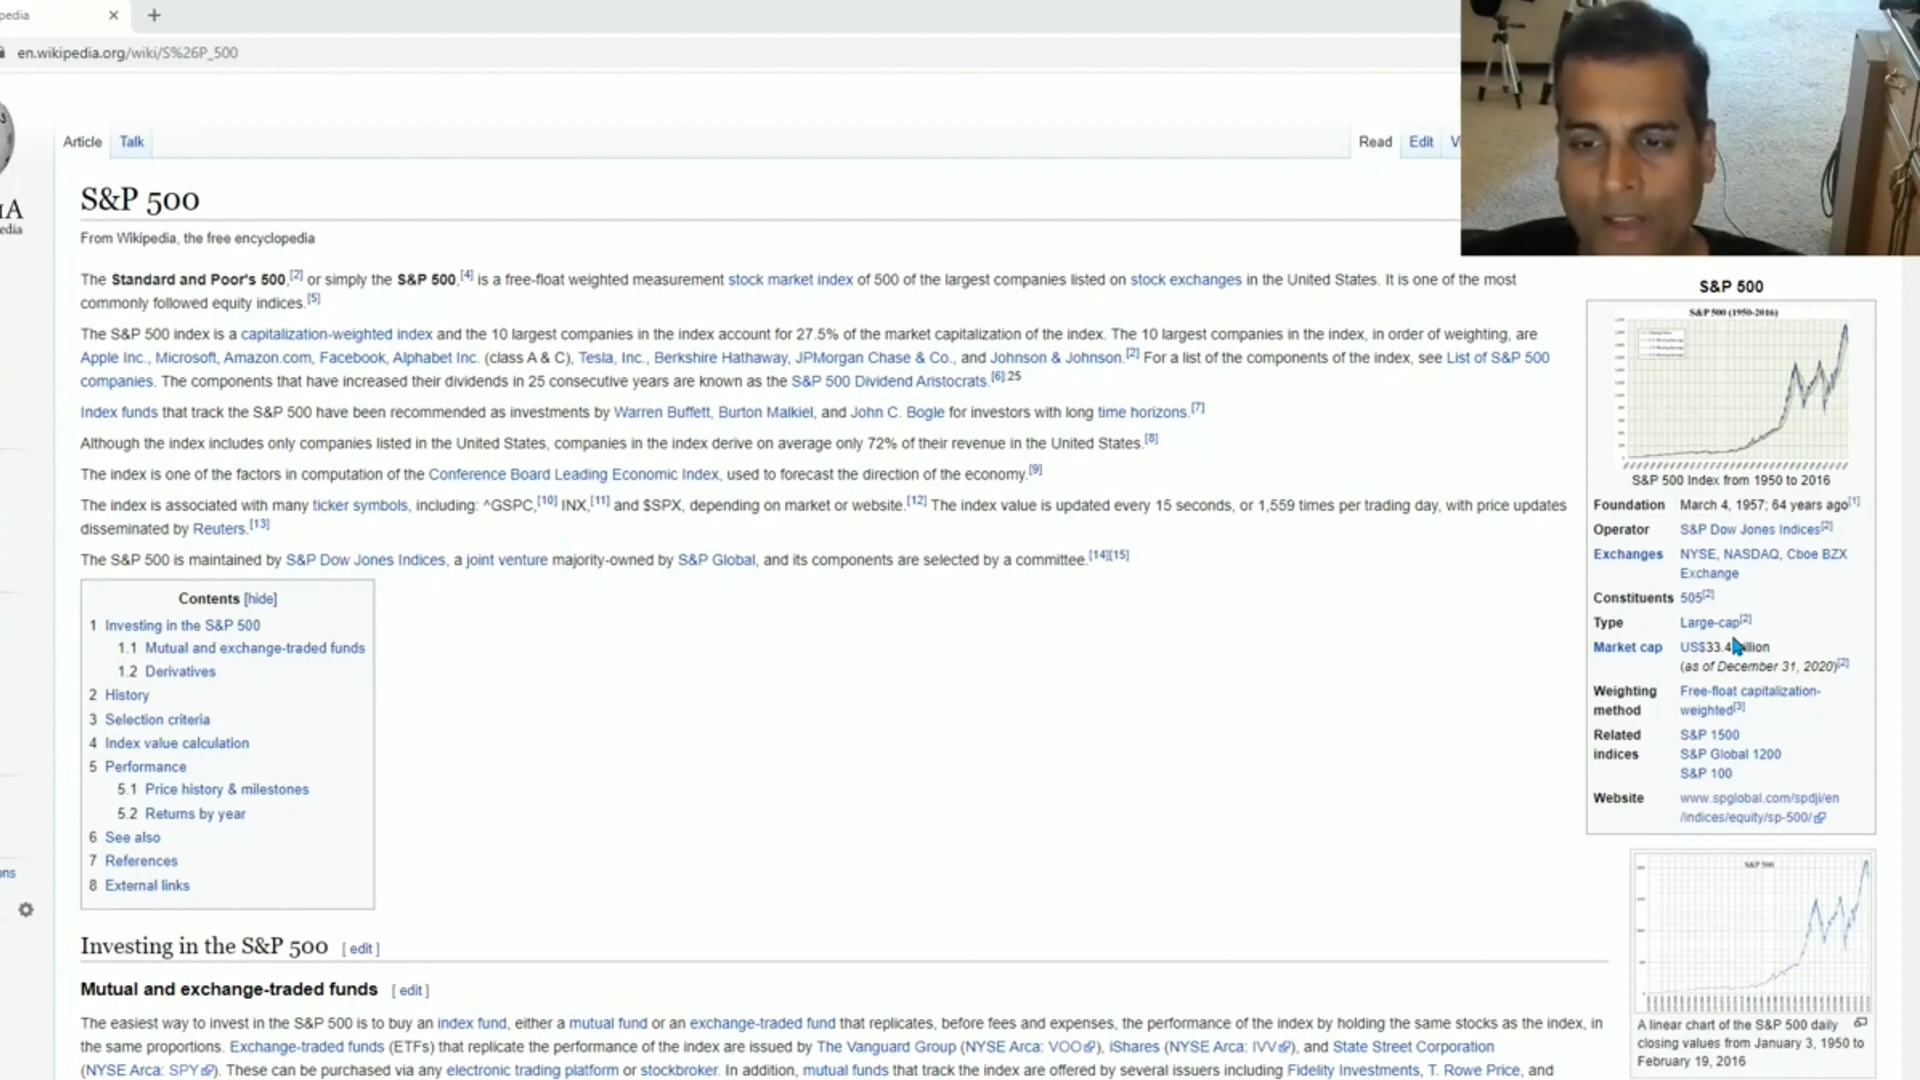 pedia
en.wikipedia.org/wiki/S%26P_500
IA
edia
Article Talk
Read Edit
S&P 500
From Wikipedia, the free encyclopedia
The Standard and Poor's 500,[2] or simply the S&P 500,[4] is a free-float weighted measurement stock market index of 500 of the largest companies listed on stock exchanges in the United States. It is one of the most
commonly followed equity indices.[5]
The S&P 500 index is a capitalization-weighted index and the 10 largest companies in the index account for 27.5% of the market capitalization of the index. The 10 largest companies in the index, in order of weighting, are
Apple Inc., Microsoft, Amazon.com, Facebook, Alphabet Inc. (class A & C), Tesla, Inc., Berkshire Hathaway, JPMorgan Chase & Co., and Johnson & Johnson.[2] For a list of the components of the index, see List of S&P 500
companies. The components that have increased their dividends in 25 consecutive years are known as the S&P 500 Dividend Aristocrats.[6]:25
Index funds that track the S&P 500 have been recommended as investments by Warren Buffett, Burton Malkiel, and John C. Bogle for investors with long time horizons.[7]
Although the index includes only companies listed in the United States, companies in the index derive on average only 72% of their revenue in the United States.[8]
The index is one of the factors in computation of the Conference Board Leading Economic Index, used to forecast the direction of the economy.[9]
The index is associated with many ticker symbols, including: ^GSPC,[10] INX,[11] and $SPX, depending on market or website.[12] The index value is updated every 15 seconds, or 1,559 times per trading day, with price updates
disseminated by Reuters.[13]
The S&P 500 is maintained by S&P Dow Jones Indices, a joint venture majority-owned by S&P Global, and its components are selected by a committee.[14][15]
Contents [hide]
1 Investing in the S&P 500
1.1 Mutual and exchange-traded funds
1.2 Derivatives
2 History
3 Selection criteria
4 Index value calculation
5 Performance
5.1 Price history & milestones
5.2 Returns by year
6 See also
7 References
8 External links
ons
Investing in the S&P 500 [ edit ]
Mutual and exchange-traded funds [ edit ]
The easiest way to invest in the S&P 500 is to buy an index fund, either a mutual fund or an exchange-traded fund that replicates, before fees and expenses, the performance of the index by holding the same stocks as the index, in
the same proportions. Exchange-traded funds (ETFs) that replicate the performance of the index are issued by The Vanguard Group (NYSE Arca: VOO), iShares (NYSE Arca: IVV), and State Street Corporation
(NYSE Arca: SPY). These can be purchased via any electronic trading platform or stockbroker. In addition, mutual funds that track the index are offered by several issuers including Fidelity Investments, T. Rowe Price, and
S&P 500
S&P 500 (1950-2016)
S&P 500 Index from 1950 to 2016
Foundation March 4, 1957; 64 years ago[1]
Operator S&P Dow Jones Indices[2]
Exchanges NYSE, NASDAQ, Cboe BZX
Exchange
Constituents 505[2]
Type Large-cap[2]
Market cap US$33.4
(as of December 31, 2020)[2]
Weighting Free-float capitalization-
method weighted[3]
Related S&P 1500
indices S&P Global 1200
S&P 100
Website www.spglobal.com/spdji/en
/indices/equity/sp-500/
S&P 500
A linear chart of the S&P 500 daily
closing values from January 3, 1950 to
February 19, 2016